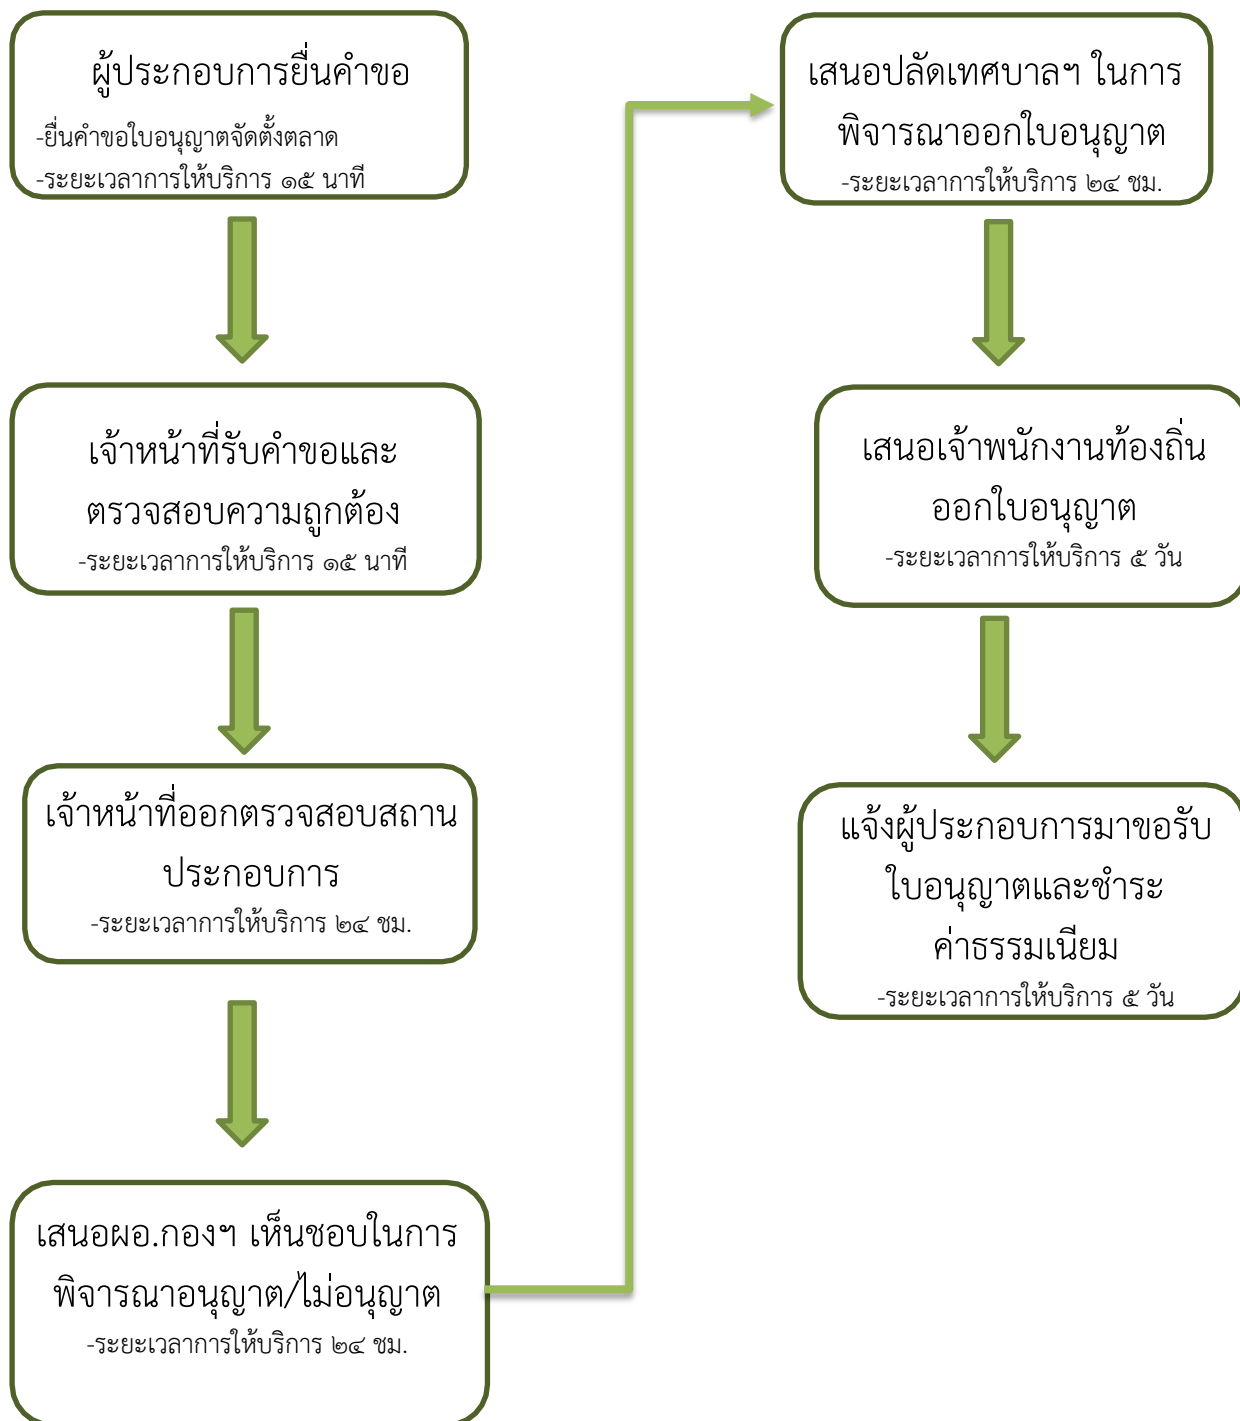 ผู้ประกอบการยื่นคำขอ
-ยื่นคำขอใบอนุญาตจัดตั้งตลาด
-ระยะเวลาการให้บริการ ๑๕ นาที
เจ้าหน้าที่รับคำขอและ
ตรวจสอบความถูกต้อง
-ระยะเวลาการให้บริการ ๑๕ นาที
เจ้าหน้าที่ออกตรวจสอบสถาน
ประกอบการ
-ระยะเวลาการให้บริการ ๒๔ ชม.
เสนอผอ.กองฯ เห็นชอบในการ
พิจารณาอนุญาต/ไม่อนุญาต
-ระยะเวลาการให้บริการ ๒๔ ชม.
เสนอปลัดเทศบาลฯ ในการ
พิจารณาออกใบอนุญาต
-ระยะเวลาการให้บริการ ๒๔ ชม.
เสนอเจ้าพนักงานท้องถิ่น
ออกใบอนุญาต
-ระยะเวลาการให้บริการ ๕ วัน
แจ้งผู้ประกอบการมาขอรับ
ใบอนุญาตและชำระ
ค่าธรรมเนียม
-ระยะเวลาการให้บริการ ๕ วัน